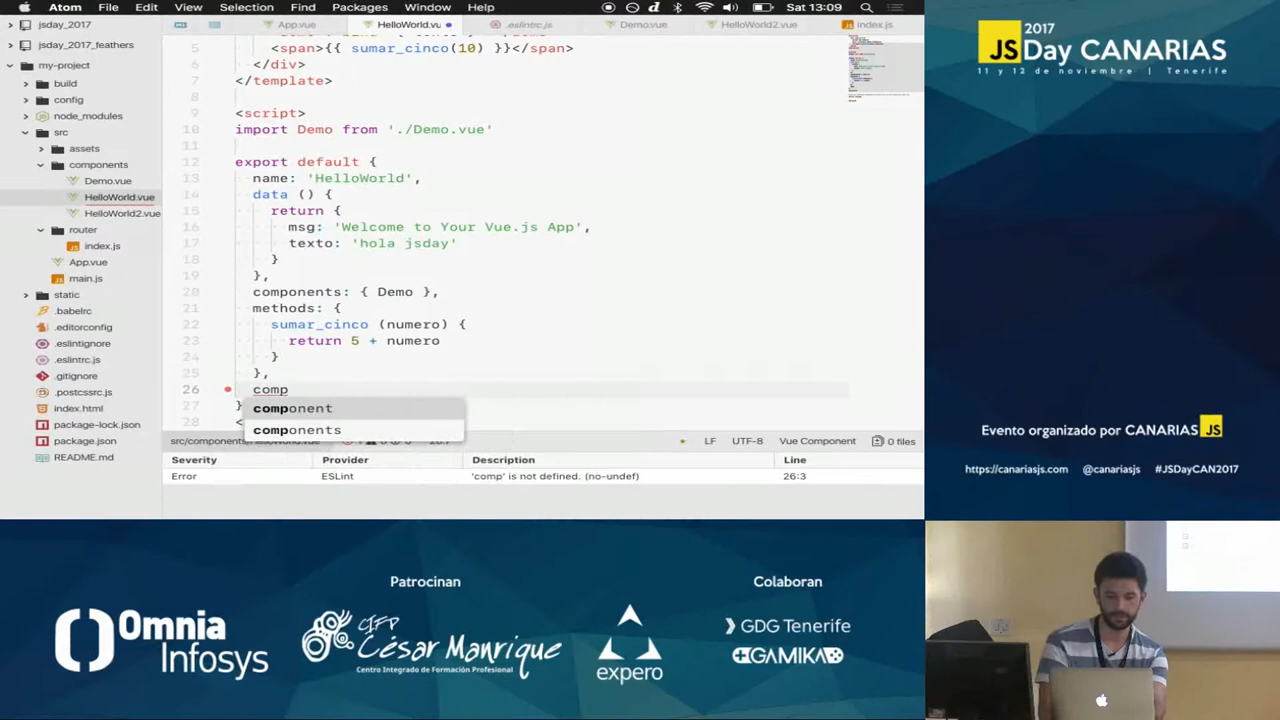 Atom File Edit View Selection Find Packages Window Help Sat 13:09
jsday_2017
jsday_2017_feathers
my-project
build
config
node_modules
src
assets
components
Demo.vue
HelloWorld.vue
HelloWorld2.vue
router
index.js
App.vue
main.js
static
.babelrc
.editorconfig
.eslintignore
.eslintrc.js
.gitignore
.postcssrc.js
index.html
package-lock.json
package.json
README.md
App.vue HelloWorld.vu .eslintrc.js Demo.vue HelloWorld2.vue index.js
5 <span>{{ sumar_cinco(10) }}</span>
6 </div>
7 </template>
8
9 <script>
10 import Demo from './Demo.vue'
11
12 export default {
13 name: 'HelloWorld',
14 data () {
15 return {
16 msg: 'Welcome to Your Vue.js App',
17 texto: 'hola jsday'
18 }
19 },
20 components: { Demo },
21 methods: {
22 sumar_cinco (numero) {
23 return 5 + numero
24 }
25 },
26 comp
27 }
28 <
component
components
LF UTF-8 Vue Component 0 files
Severity Provider Description Line
Error ESLint 'comp' is not defined. (no-undef) 26:3
2017
JSDay CANARIAS
11 y 12 de noviembre | Tenerife
Evento organizado por CANARIAS JS
https://canariasjs.com @canariasjs #JSDayCAN2017
Patrocinan
Omnia
Infosys
CIFP
César Manrique
Centro Integrado de Formación Profesional
expero
Colaboran
GDG Tenerife
GAMIKA